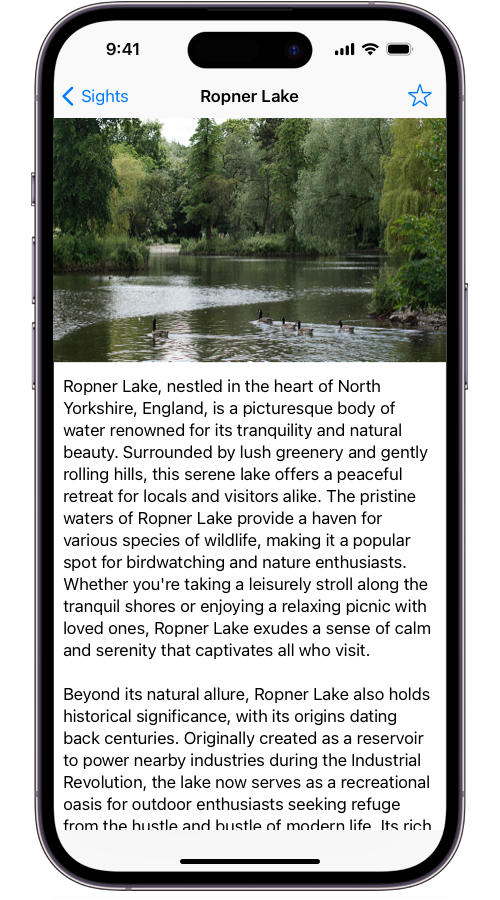 9:41
Sights
Ropner Lake
Ropner Lake, nestled in the heart of North
Yorkshire, England, is a picturesque body of
water renowned for its tranquility and natural
beauty. Surrounded by lush greenery and gently
rolling hills, this serene lake offers a peaceful
retreat for locals and visitors alike. The pristine
waters of Ropner Lake provide a haven for
various species of wildlife, making it a popular
spot for birdwatching and nature enthusiasts.
Whether you're taking a leisurely stroll along the
tranquil shores or enjoying a relaxing picnic with
loved ones, Ropner Lake exudes a sense of calm
and serenity that captivates all who visit.
Beyond its natural allure, Ropner Lake also holds
historical significance, with its origins dating
back centuries. Originally created as a reservoir
to power nearby industries during the Industrial
Revolution, the lake now serves as a recreational
oasis for outdoor enthusiasts seeking refuge
from the hustle and bustle of modern life. Its rich